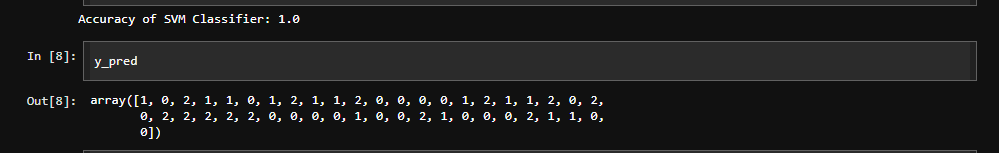 Accuracy of SVM Classifier: 1.0
In [8]: y_pred
Out[8]: array([1, 0, 2, 1, 1, 0, 1, 2, 1, 1, 2, 0, 0, 0, 0, 1, 2, 1, 1, 2, 0, 2,
0, 2, 2, 2, 2, 2, 0, 0, 0, 0, 1, 0, 0, 2, 1, 0, 0, 0, 2, 1, 1, 0,
0])